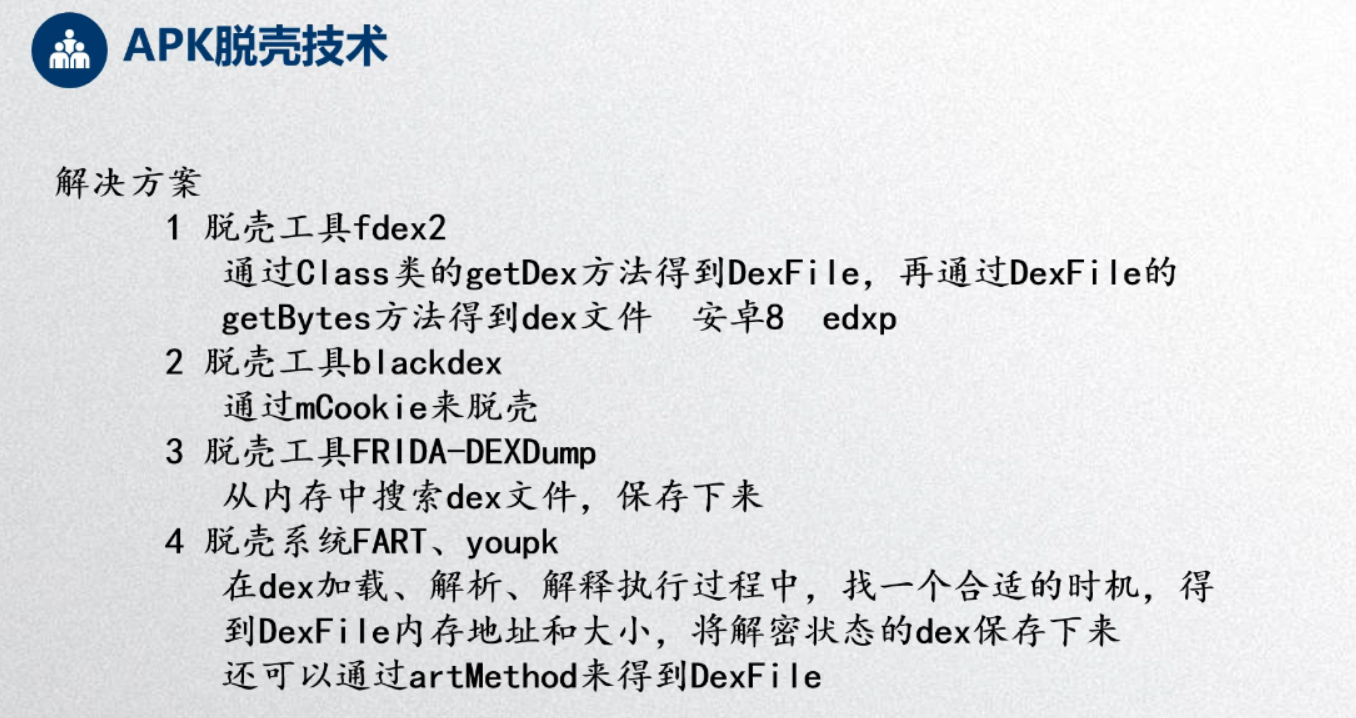 APK脱壳技术
解决方案
1 脱壳工具fdex2
通过Class类的getDex方法得到DexFile，再通过DexFile的
getBytes方法得到dex文件 安卓8 edxp
2 脱壳工具blackdex
通过mCookie来脱壳
3 脱壳工具FRIDA-DEXDump
从内存中搜索dex文件，保存下来
4 脱壳系统FART、youpk
在dex加载、解析、解释执行过程中，找一个合适的时机，得
到DexFile内存地址和大小，将解密状态的dex保存下来
还可以通过artMethod来得到DexFile